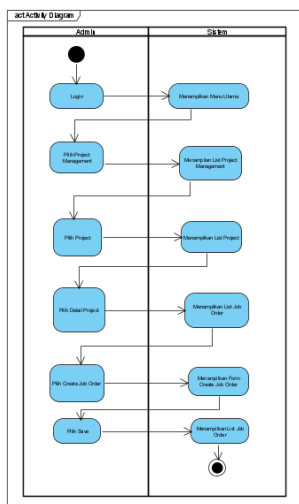 act Activity Diagram
Admin
Sistem
Login
Menampilkan Menu Utama
Pilih Project
Management
Menampilan List Project
Management
Pilih Project
Menampilkan List Project
Pilih Detail Project
Menampilkan List Job
Order
Pilih Create Job Order
Menampilkan Form
Create Job Order
Pilih Save
Menampilkan List Job
Order